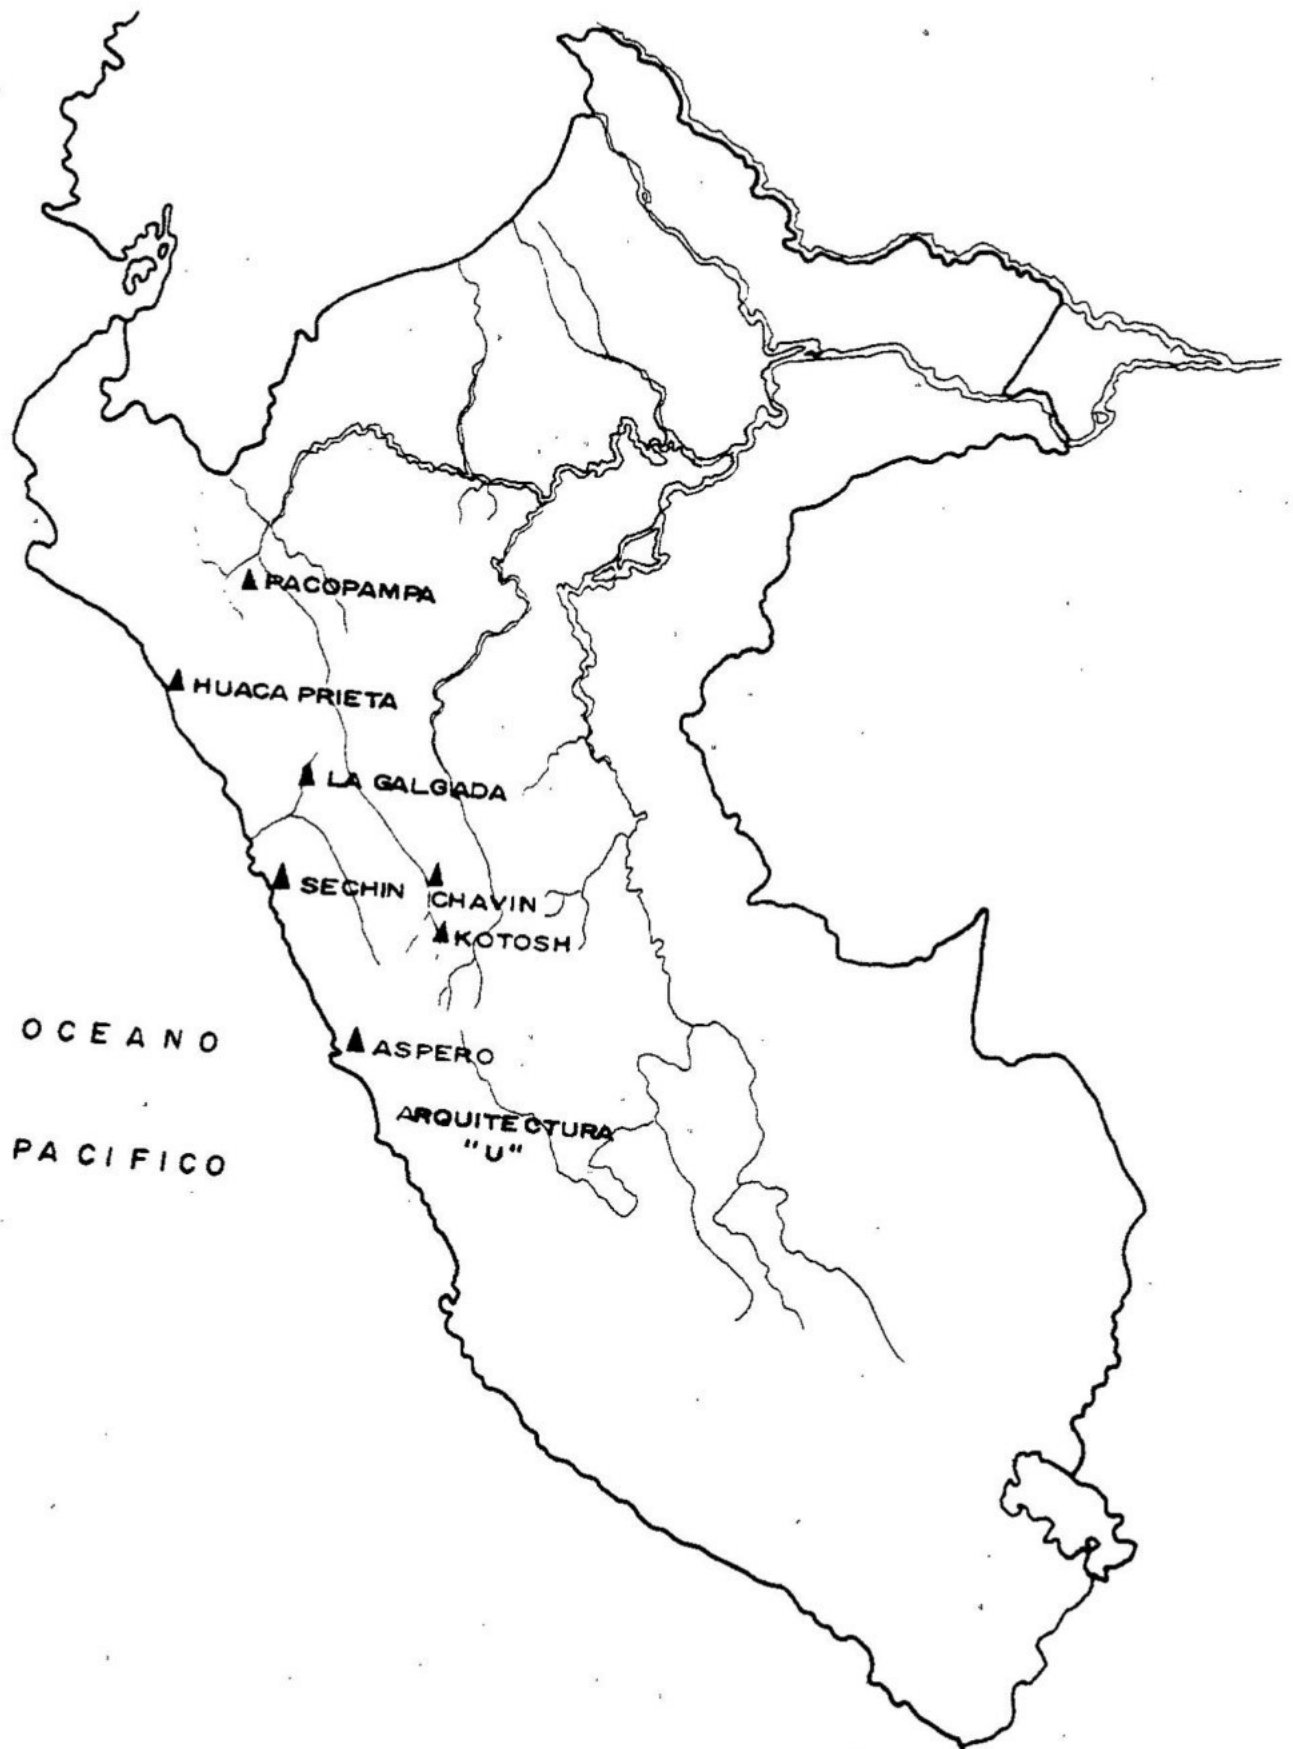 PACOPAMPA
HUACA PRIETA
LA GALGADA
SECHIN
CHAVIN
KOTOSH
OCEANO
ASPERO
ARQUITECTURA
"U"
PACIFICO